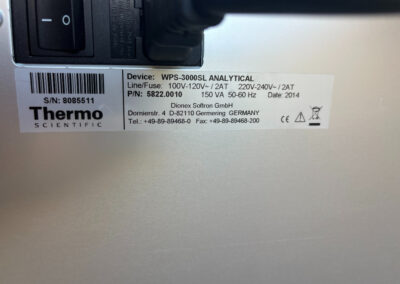 I O
S/N: 8085511
Thermo
SCIENTIFIC
Device: WPS-3000SL ANALYTICAL
Line/Fuse: 100V-120V~ / 2AT 220V-240V~ / 2AT
P/N: 5822.0010 150 VA 50-60 Hz Date: 2014
Dionex Softron GmbH
Dornierstr. 4 D-82110 Germering GERMANY
Tel.: +49-89-89468-0 Fax: +49-89-89468-200
CE